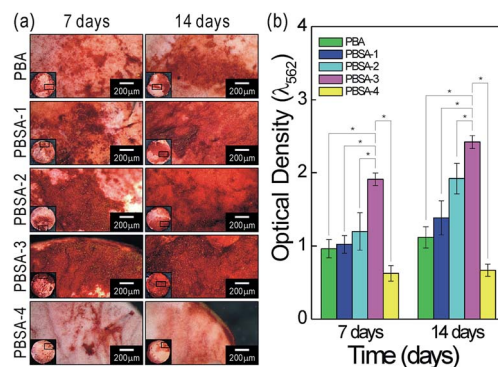 (a)
7 days
14 days
PBA
200μm
200μm
PBSA-1
200μm
200μm
PBSA-2
200μm
200μm
PBSA-3
200μm
200μm
PBSA-4
200μm
200μm
(b)
4
3
2
1
0
Optical Density (λ562)
PBA
PBSA-1
PBSA-2
PBSA-3
PBSA-4
* *
* *
* *
*
*
7 days
14 days
Time (days)